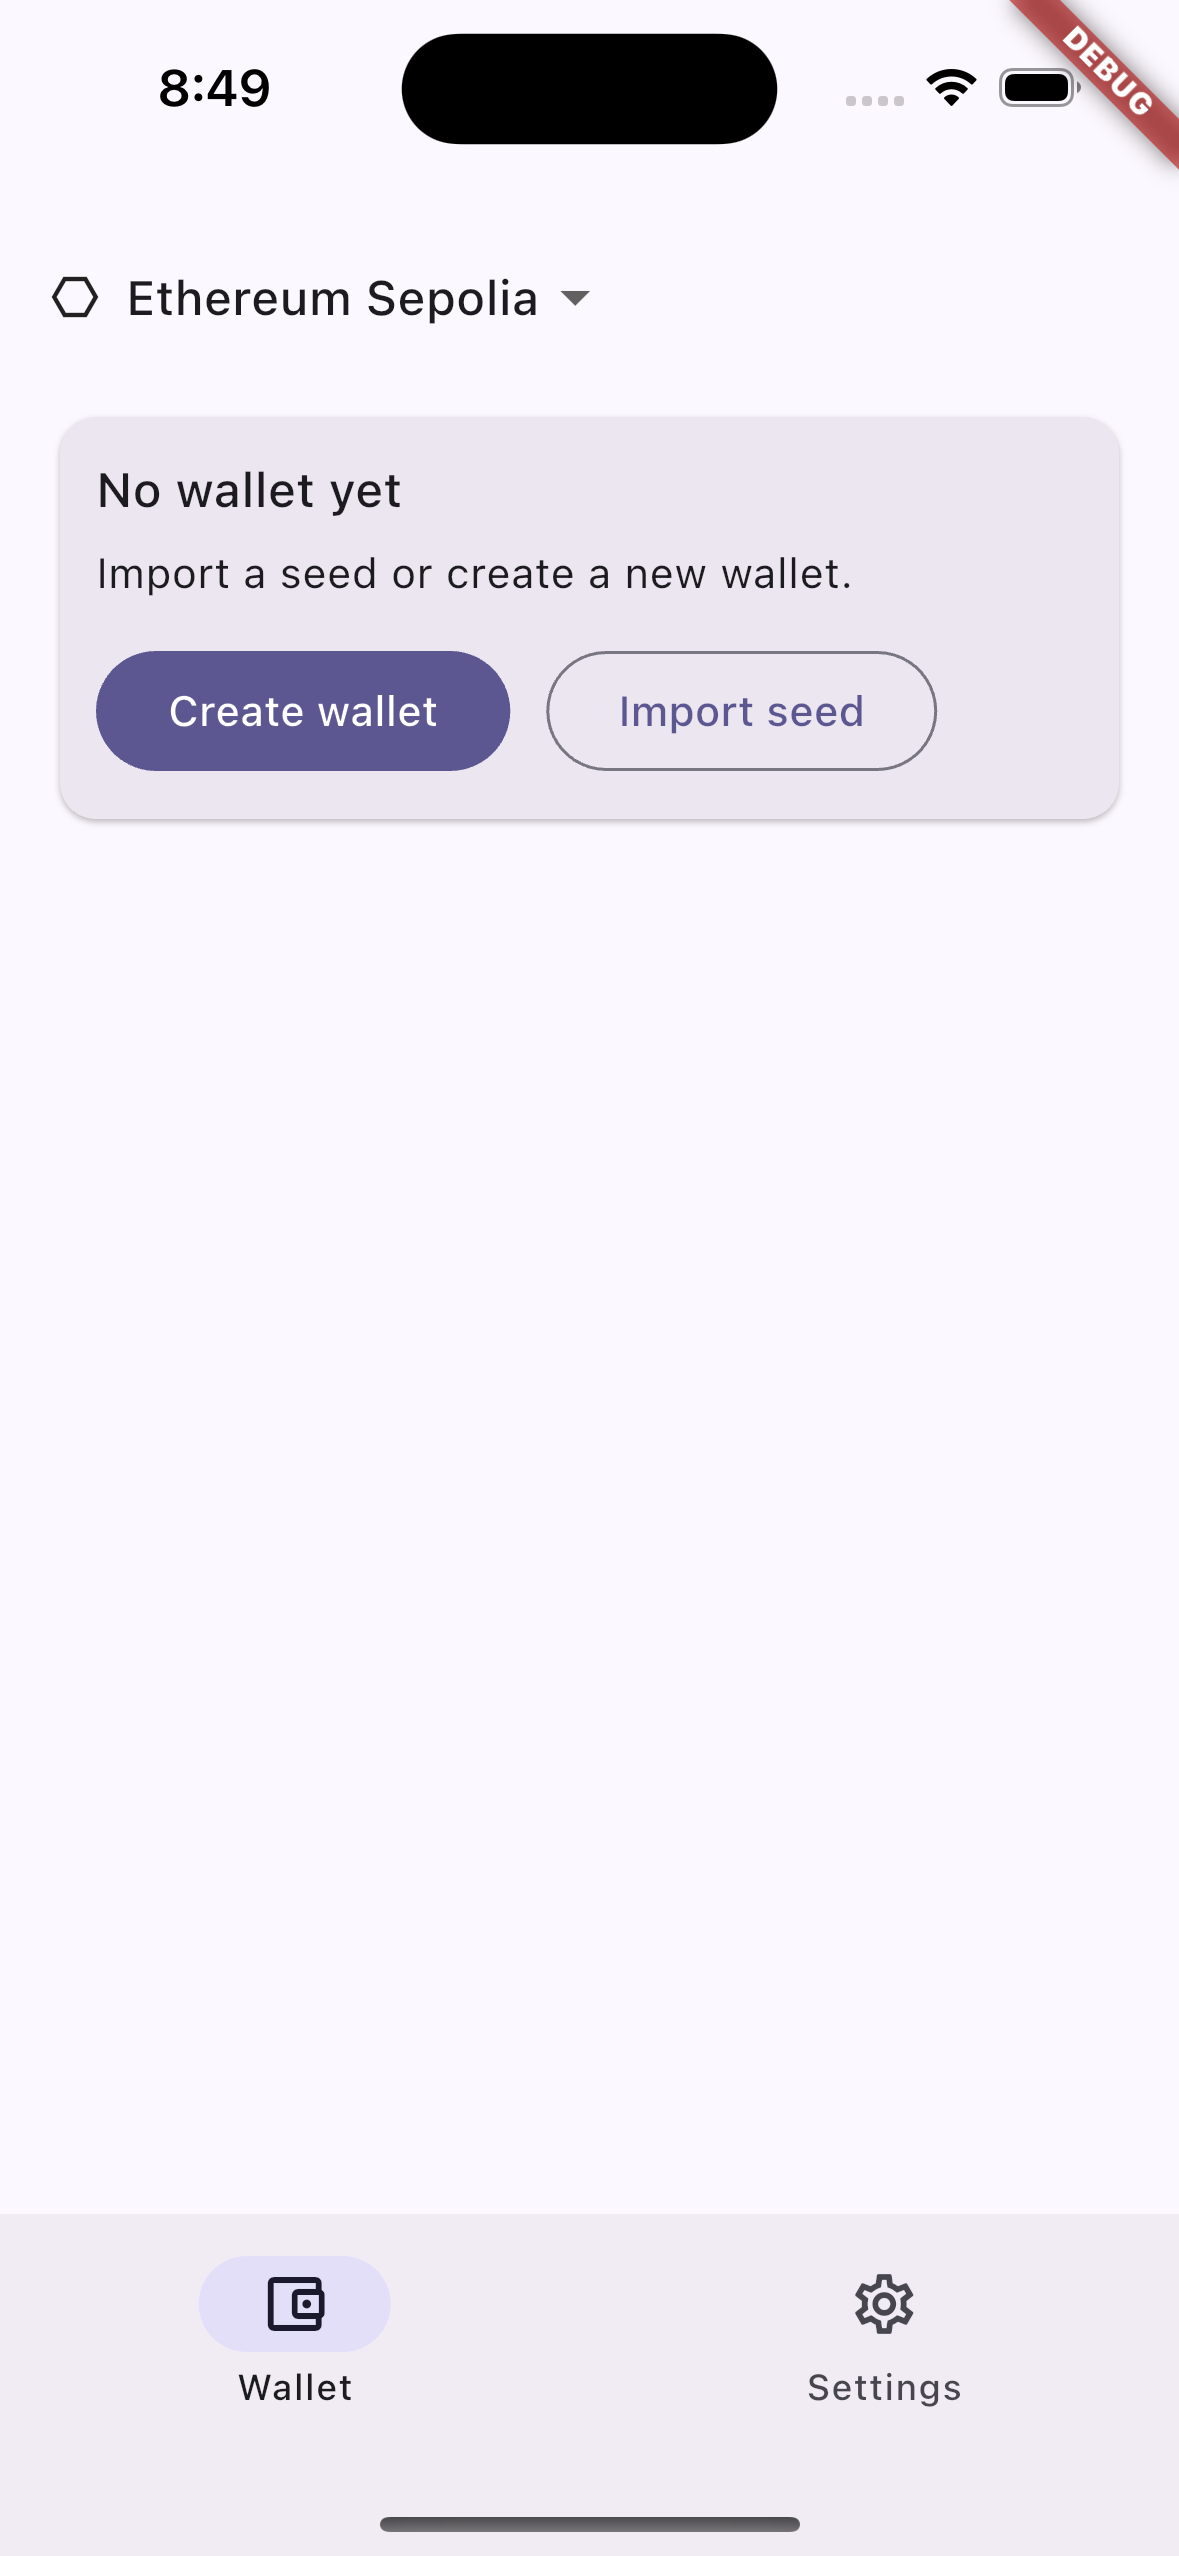 8:49
DEBUG
Ethereum Sepolia
No wallet yet
Import a seed or create a new wallet.
Create wallet
Import seed
Wallet
Settings